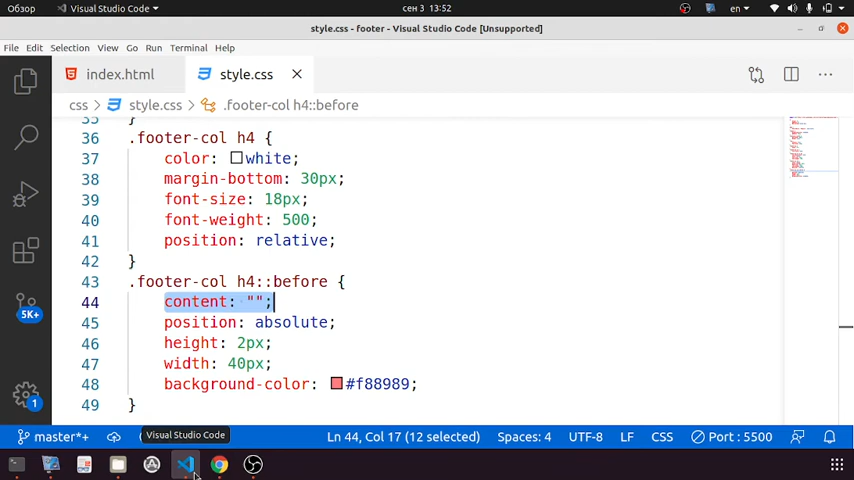 Обзор
Visual Studio Code
сен 3 13:52
en
style.css - footer - Visual Studio Code [Unsupported]
File Edit Selection View Go Run Terminal Help
index.html
style.css
css > style.css > .footer-col h4::before
35 }
36 .footer-col h4 {
37 color: white;
38 margin-bottom: 30px;
39 font-size: 18px;
40 font-weight: 500;
41 position: relative;
42 }
43 .footer-col h4::before {
44 content: "";
45 position: absolute;
46 height: 2px;
47 width: 40px;
48 background-color: #f88989;
49 }
5K+
1
Visual Studio Code
master*+
Ln 44, Col 17 (12 selected)
Spaces: 4
UTF-8
LF
CSS
Port : 5500